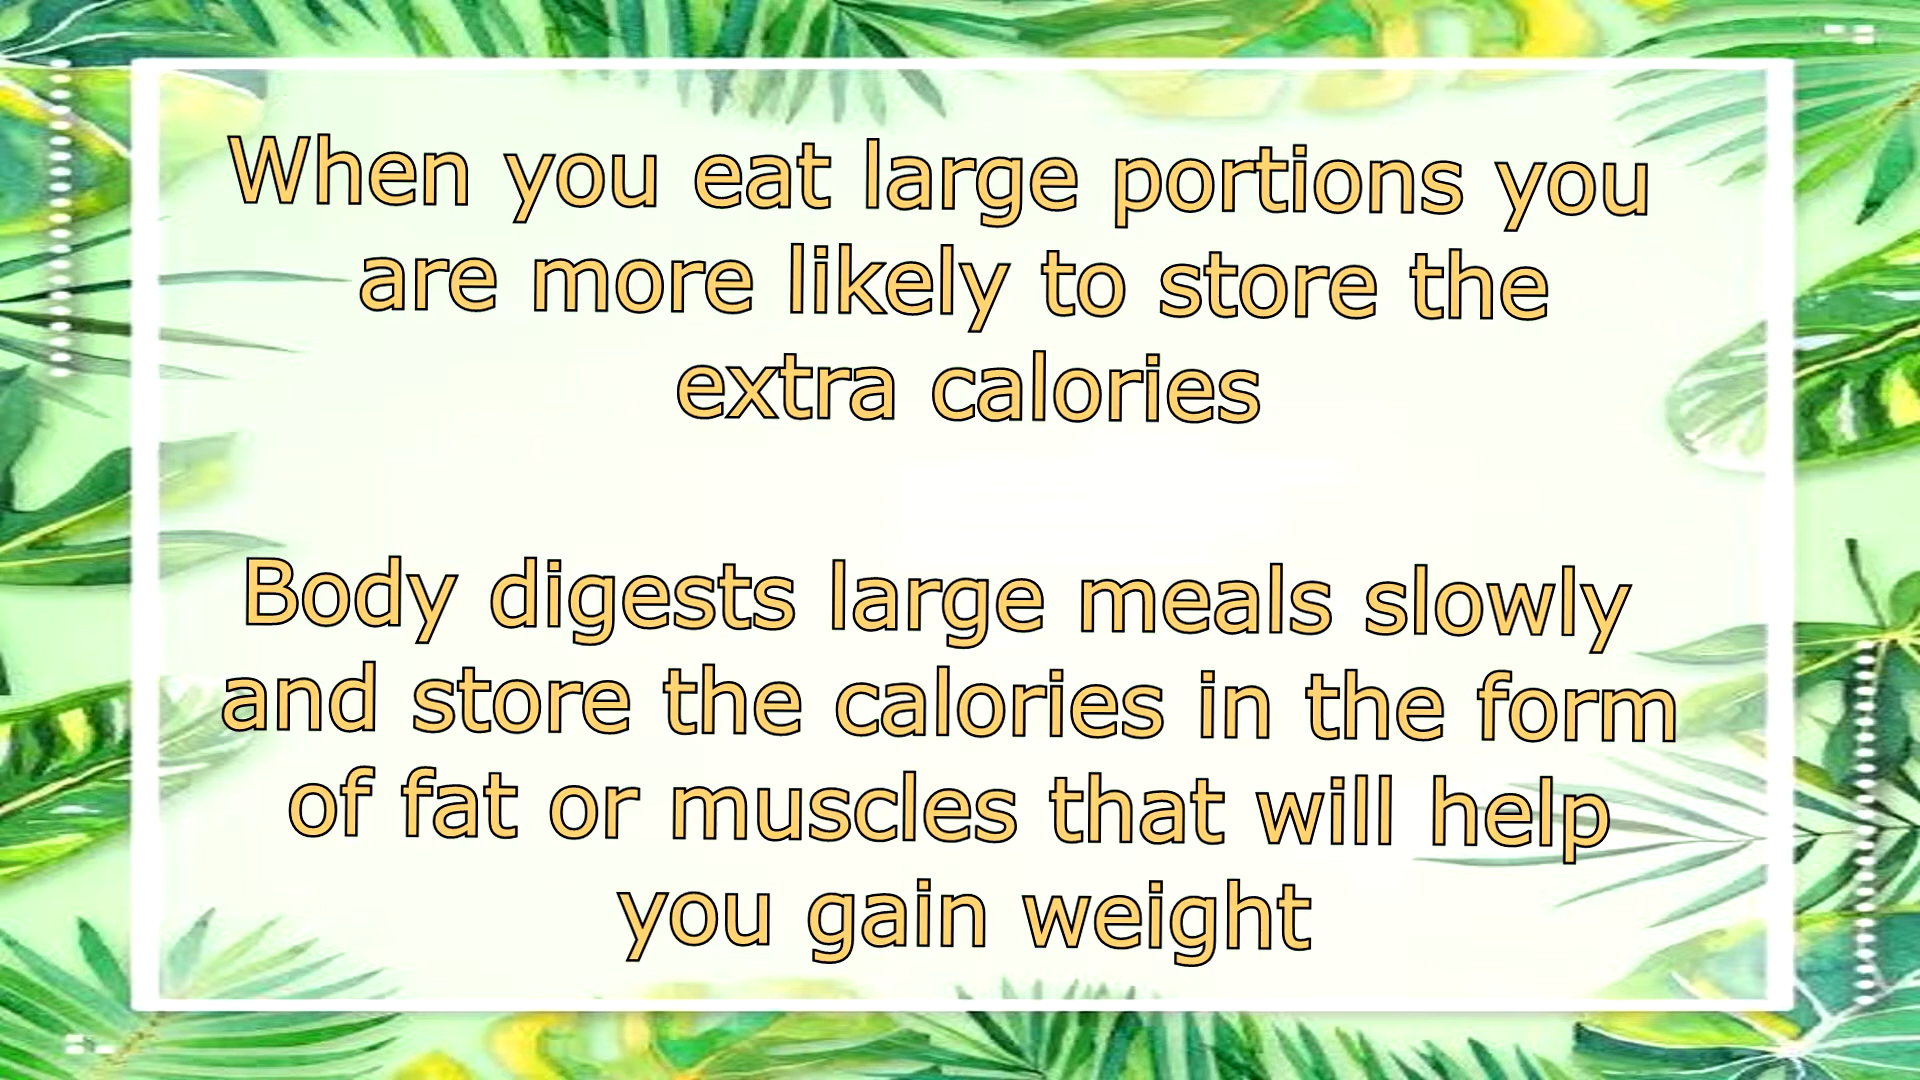 When you eat large portions you
are more likely to store the
extra calories
Body digests large meals slowly
and store the calories in the form
of fat or muscles that will help
you gain weight